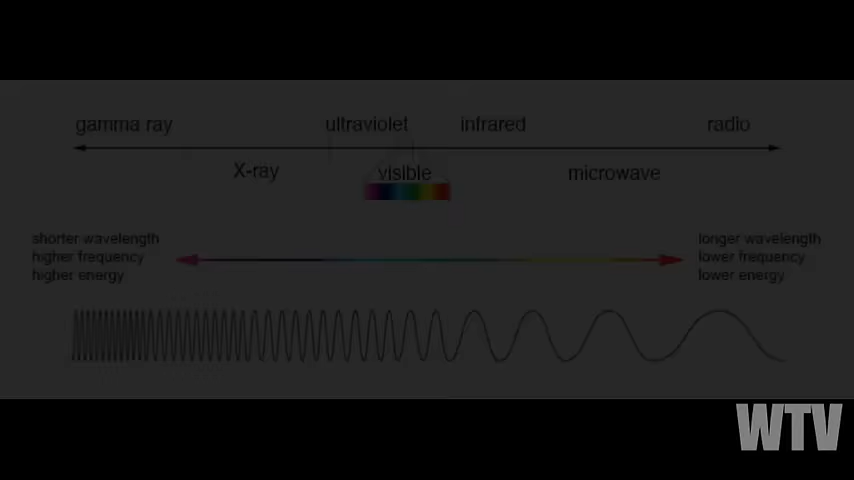 gamma ray
ultraviolet
infrared
radio
X-ray
visible
microwave
shorter wavelength
higher frequency
higher energy
longer wavelength
lower frequency
lower energy
WTV